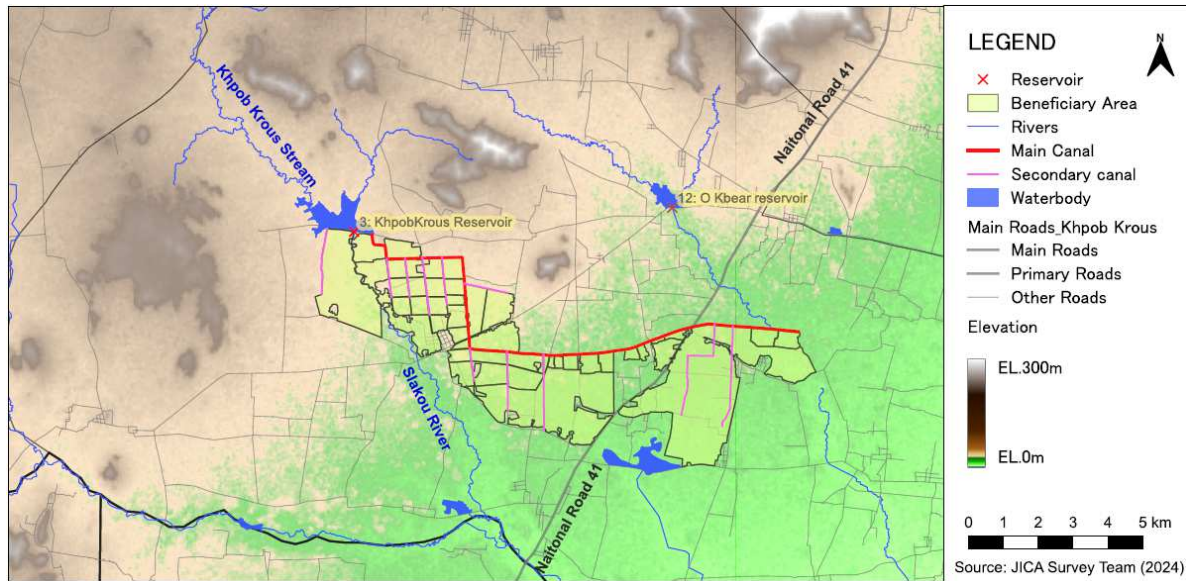 Khpob Krous Stream
Naitonal Road 41
3: KhpobKrous Reservoir
12: O Kbear reservoir
Slakou River
Naitonal Road 41
LEGEND
N
Reservoir
Beneficiary Area
Rivers
Main Canal
Secondary canal
Waterbody
Main Roads_Khpob Krous
Main Roads
Primary Roads
Other Roads
Elevation
EL.300m
EL.0m
0 1 2 3 4 5 km
Source: JICA Survey Team (2024)